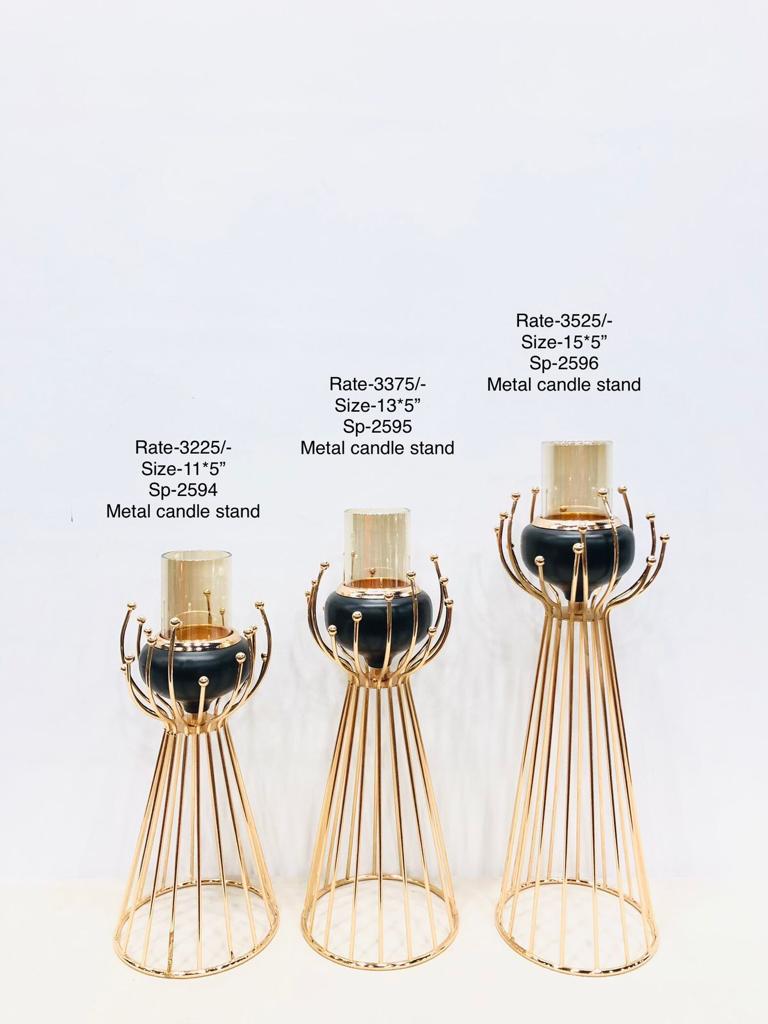 Rate-3225/-
Size-11*5”
Sp-2594
Metal candle stand
Rate-3375/-
Size-13*5”
Sp-2595
Metal candle stand
Rate-3525/-
Size-15*5”
Sp-2596
Metal candle stand